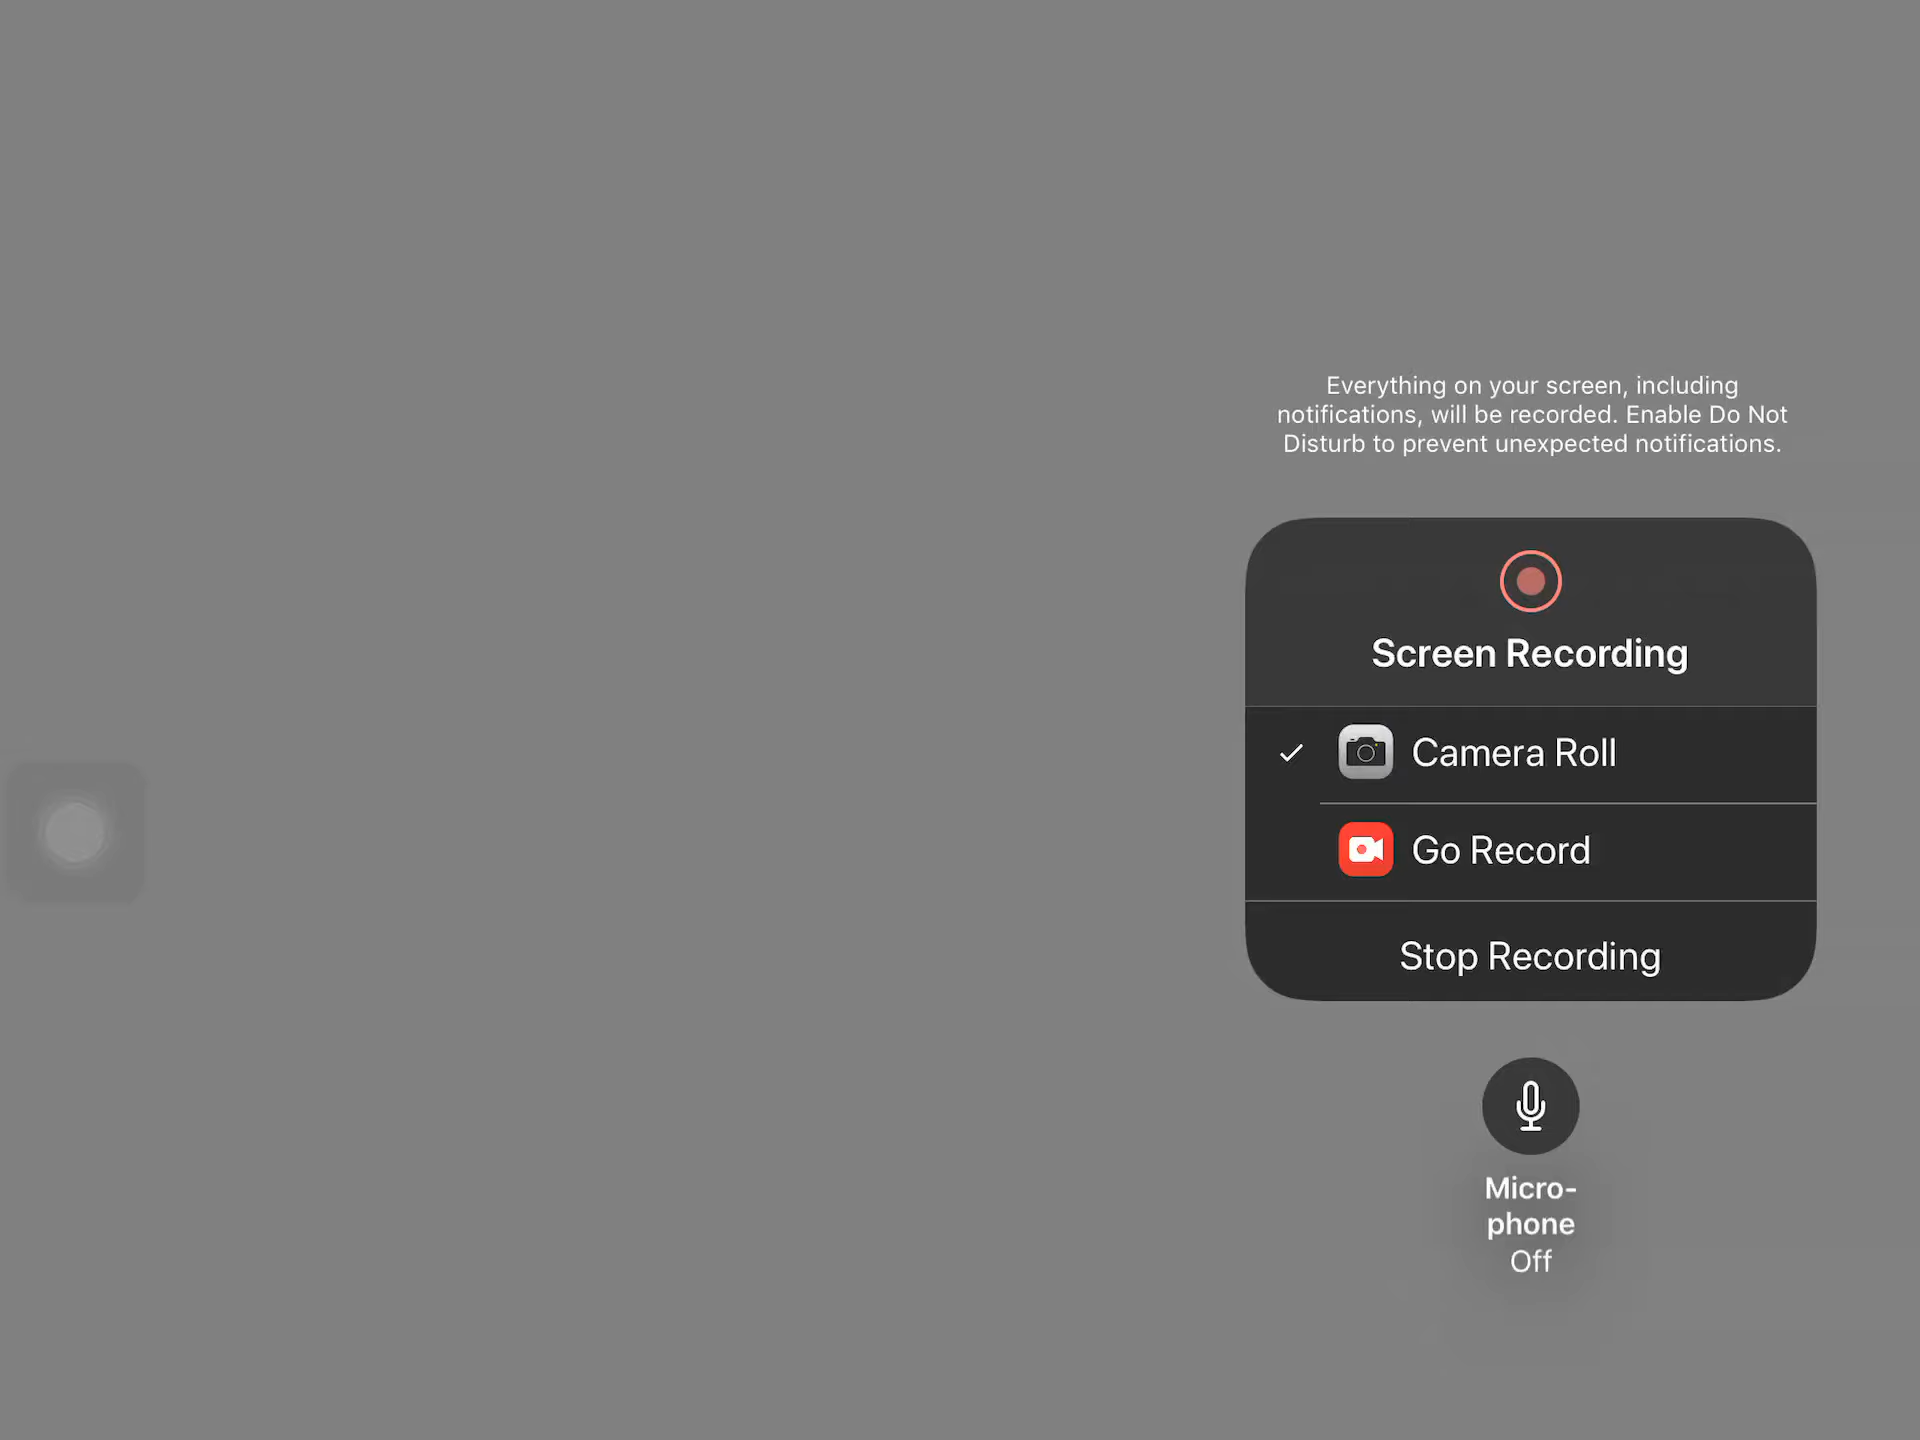 Everything on your screen, including
notifications, will be recorded. Enable Do Not
Disturb to prevent unexpected notifications.
Screen Recording
Camera Roll
Go Record
Stop Recording
Micro-
phone
Off